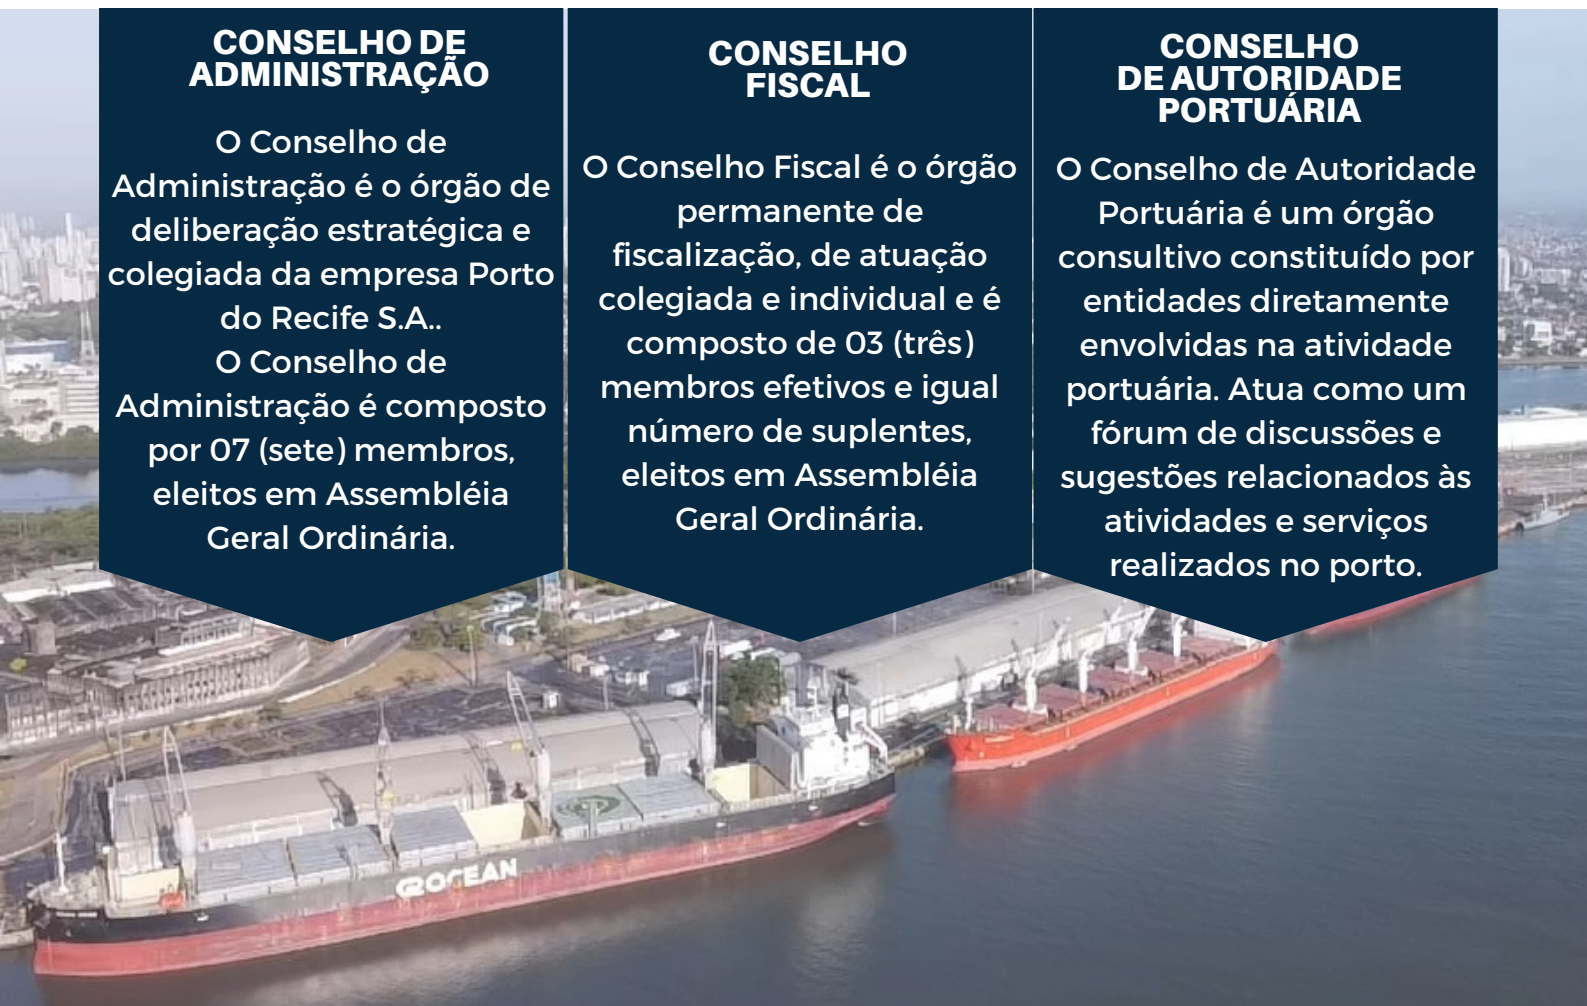 CONSELHO DE
ADMINISTRAÇÃO
O Conselho de
Administração é o órgão de
deliberação estratégica e
colegiada da empresa Porto
do Recife S.A..
O Conselho de
Administração é composto
por 07 (sete) membros,
eleitos em Assembléia
Geral Ordinária.
CONSELHO
FISCAL
O Conselho Fiscal é o órgão
permanente de
fiscalização, de atuação
colegiada e individual e é
composto de 03 (três)
membros efetivos e igual
número de suplentes,
eleitos em Assembléia
Geral Ordinária.
CONSELHO
DE AUTORIDADE
PORTUÁRIA
O Conselho de Autoridade
Portuária é um órgão
consultivo constituído por
entidades diretamente
envolvidas na atividade
portuária. Atua como um
fórum de discussões e
sugestões relacionados às
atividades e serviços
realizados no porto.
G2OCEAN